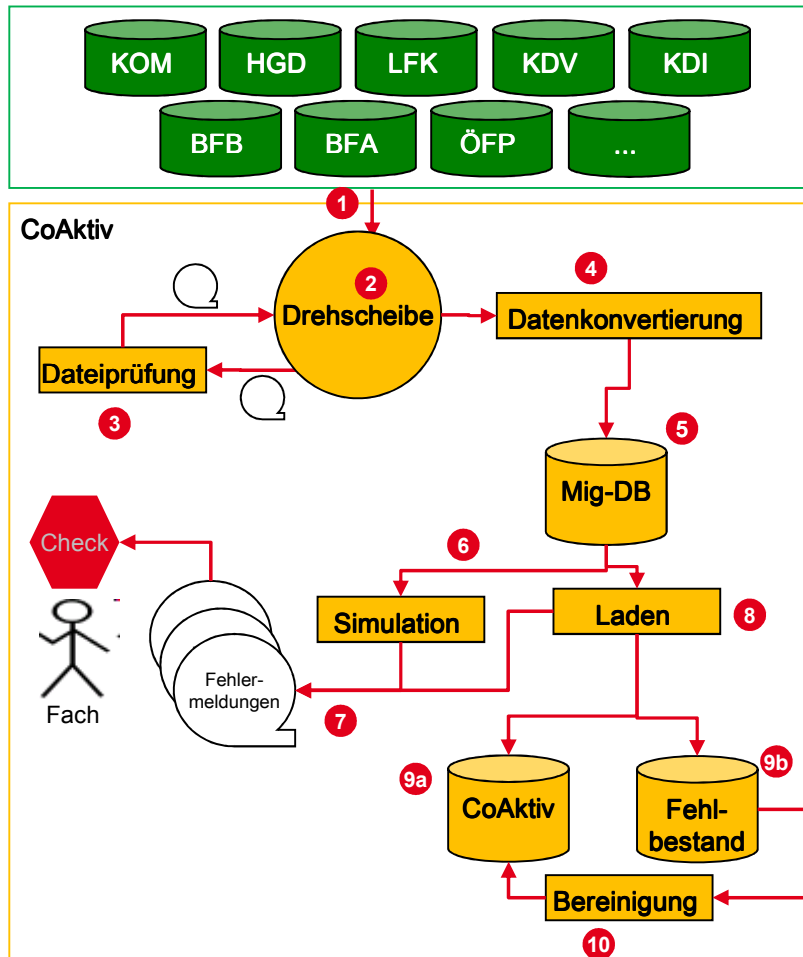 KOM
HGD
LFK
KDV
KDI
BFB
BFA
ÖFP
...
1
CoAktiv
2
4
Drehscheibe
Datenkonvertierung
Dateiprüfung
3
5
Mig-DB
Check
6
Simulation
Laden
8
Fehler-
meldungen
Fach
7
9a
9b
CoAktiv
Fehl-
bestand
Bereinigung
10